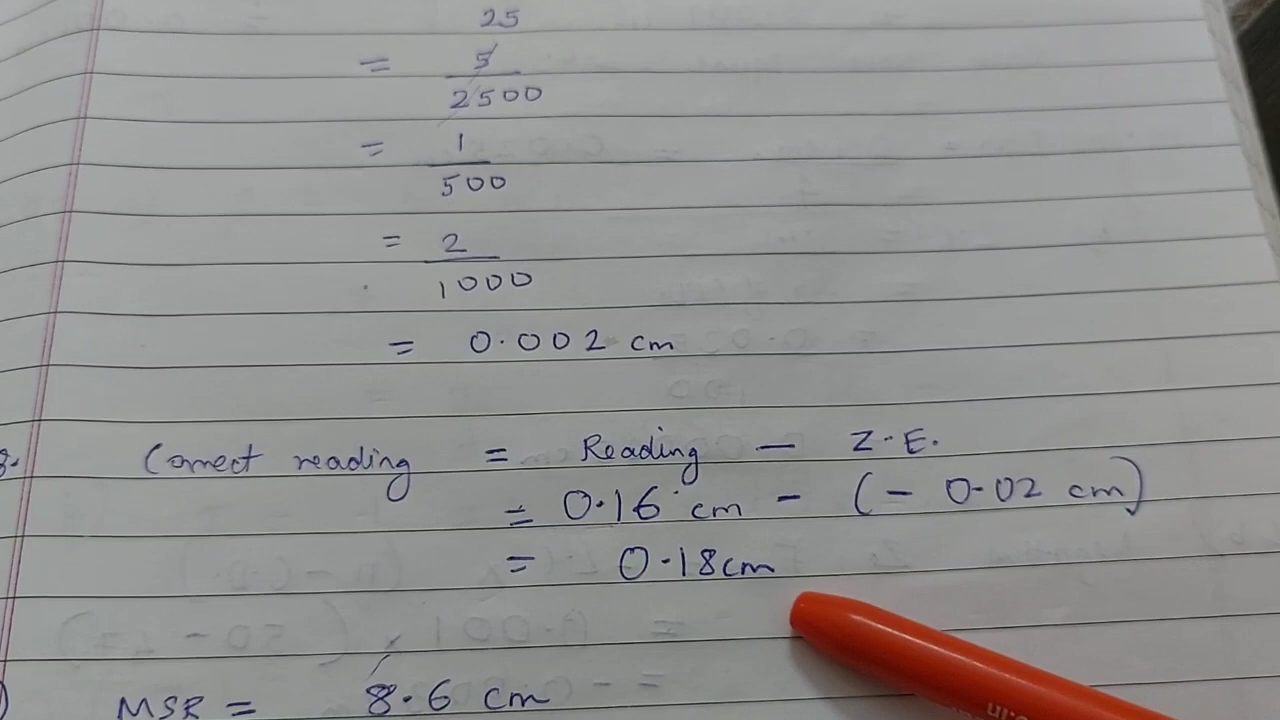 25
= 5
2500
= 1
500
= 2
1000
= 0.002 cm
Correct reading = Reading — Z.E.
= 0.16 cm - (- 0.02 cm)
= 0.18cm
MSR = 8.6 cm